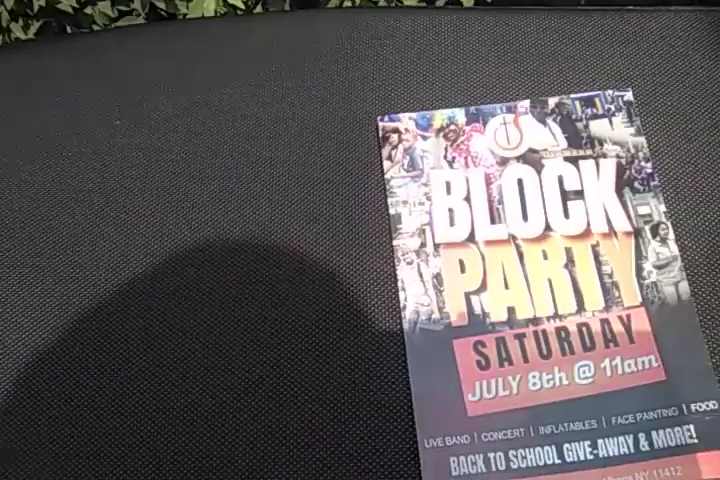 BLOCK
PARTY
SATURDAY
JULY 8th @ 11am
LIVE BAND | CONCERT | INFLATABLES | FACE PAINTING | FOOD
BACK TO SCHOOL GIVE-AWAY & MORE!
NY 11412